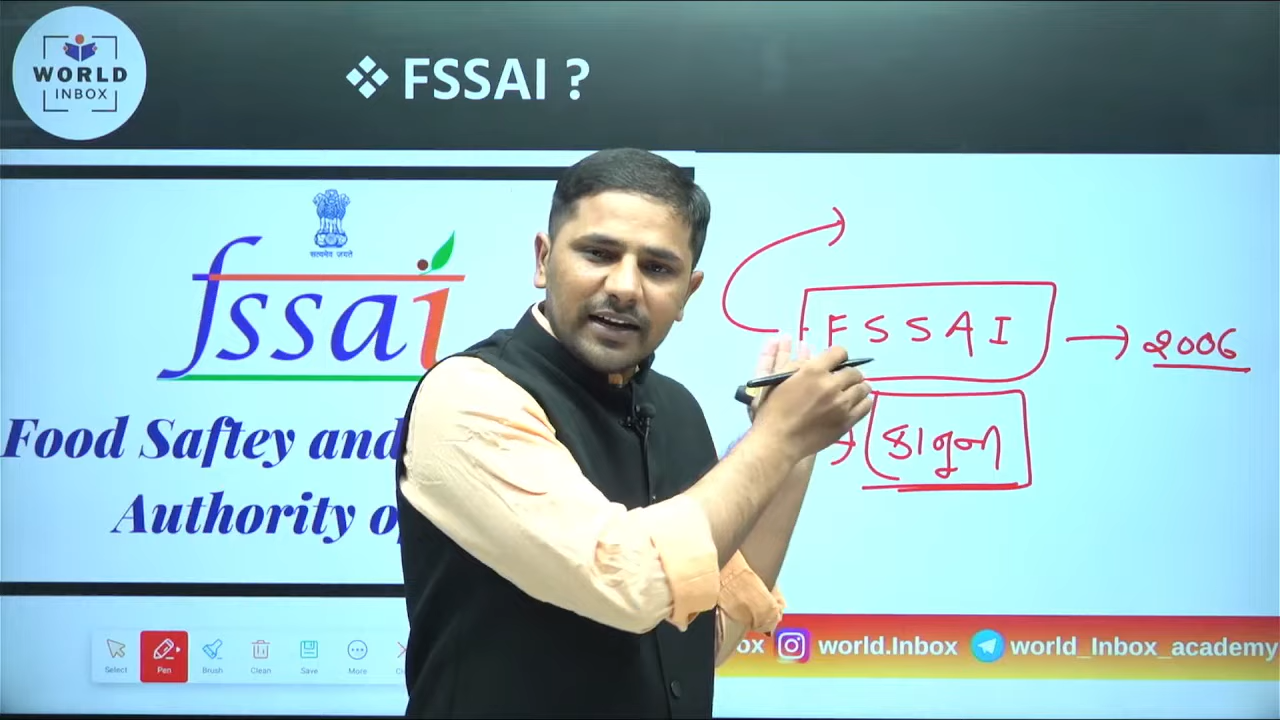 WORLD
INBOX
❖ FSSAI ?
सत्यमेव जयते
fssai
Food Saftey and
Authority o
FSSAI → 2006
કાનૂન
Select
Pen
Brush
Clean
Save
More
ox
world.Inbox
world_Inbox_academy